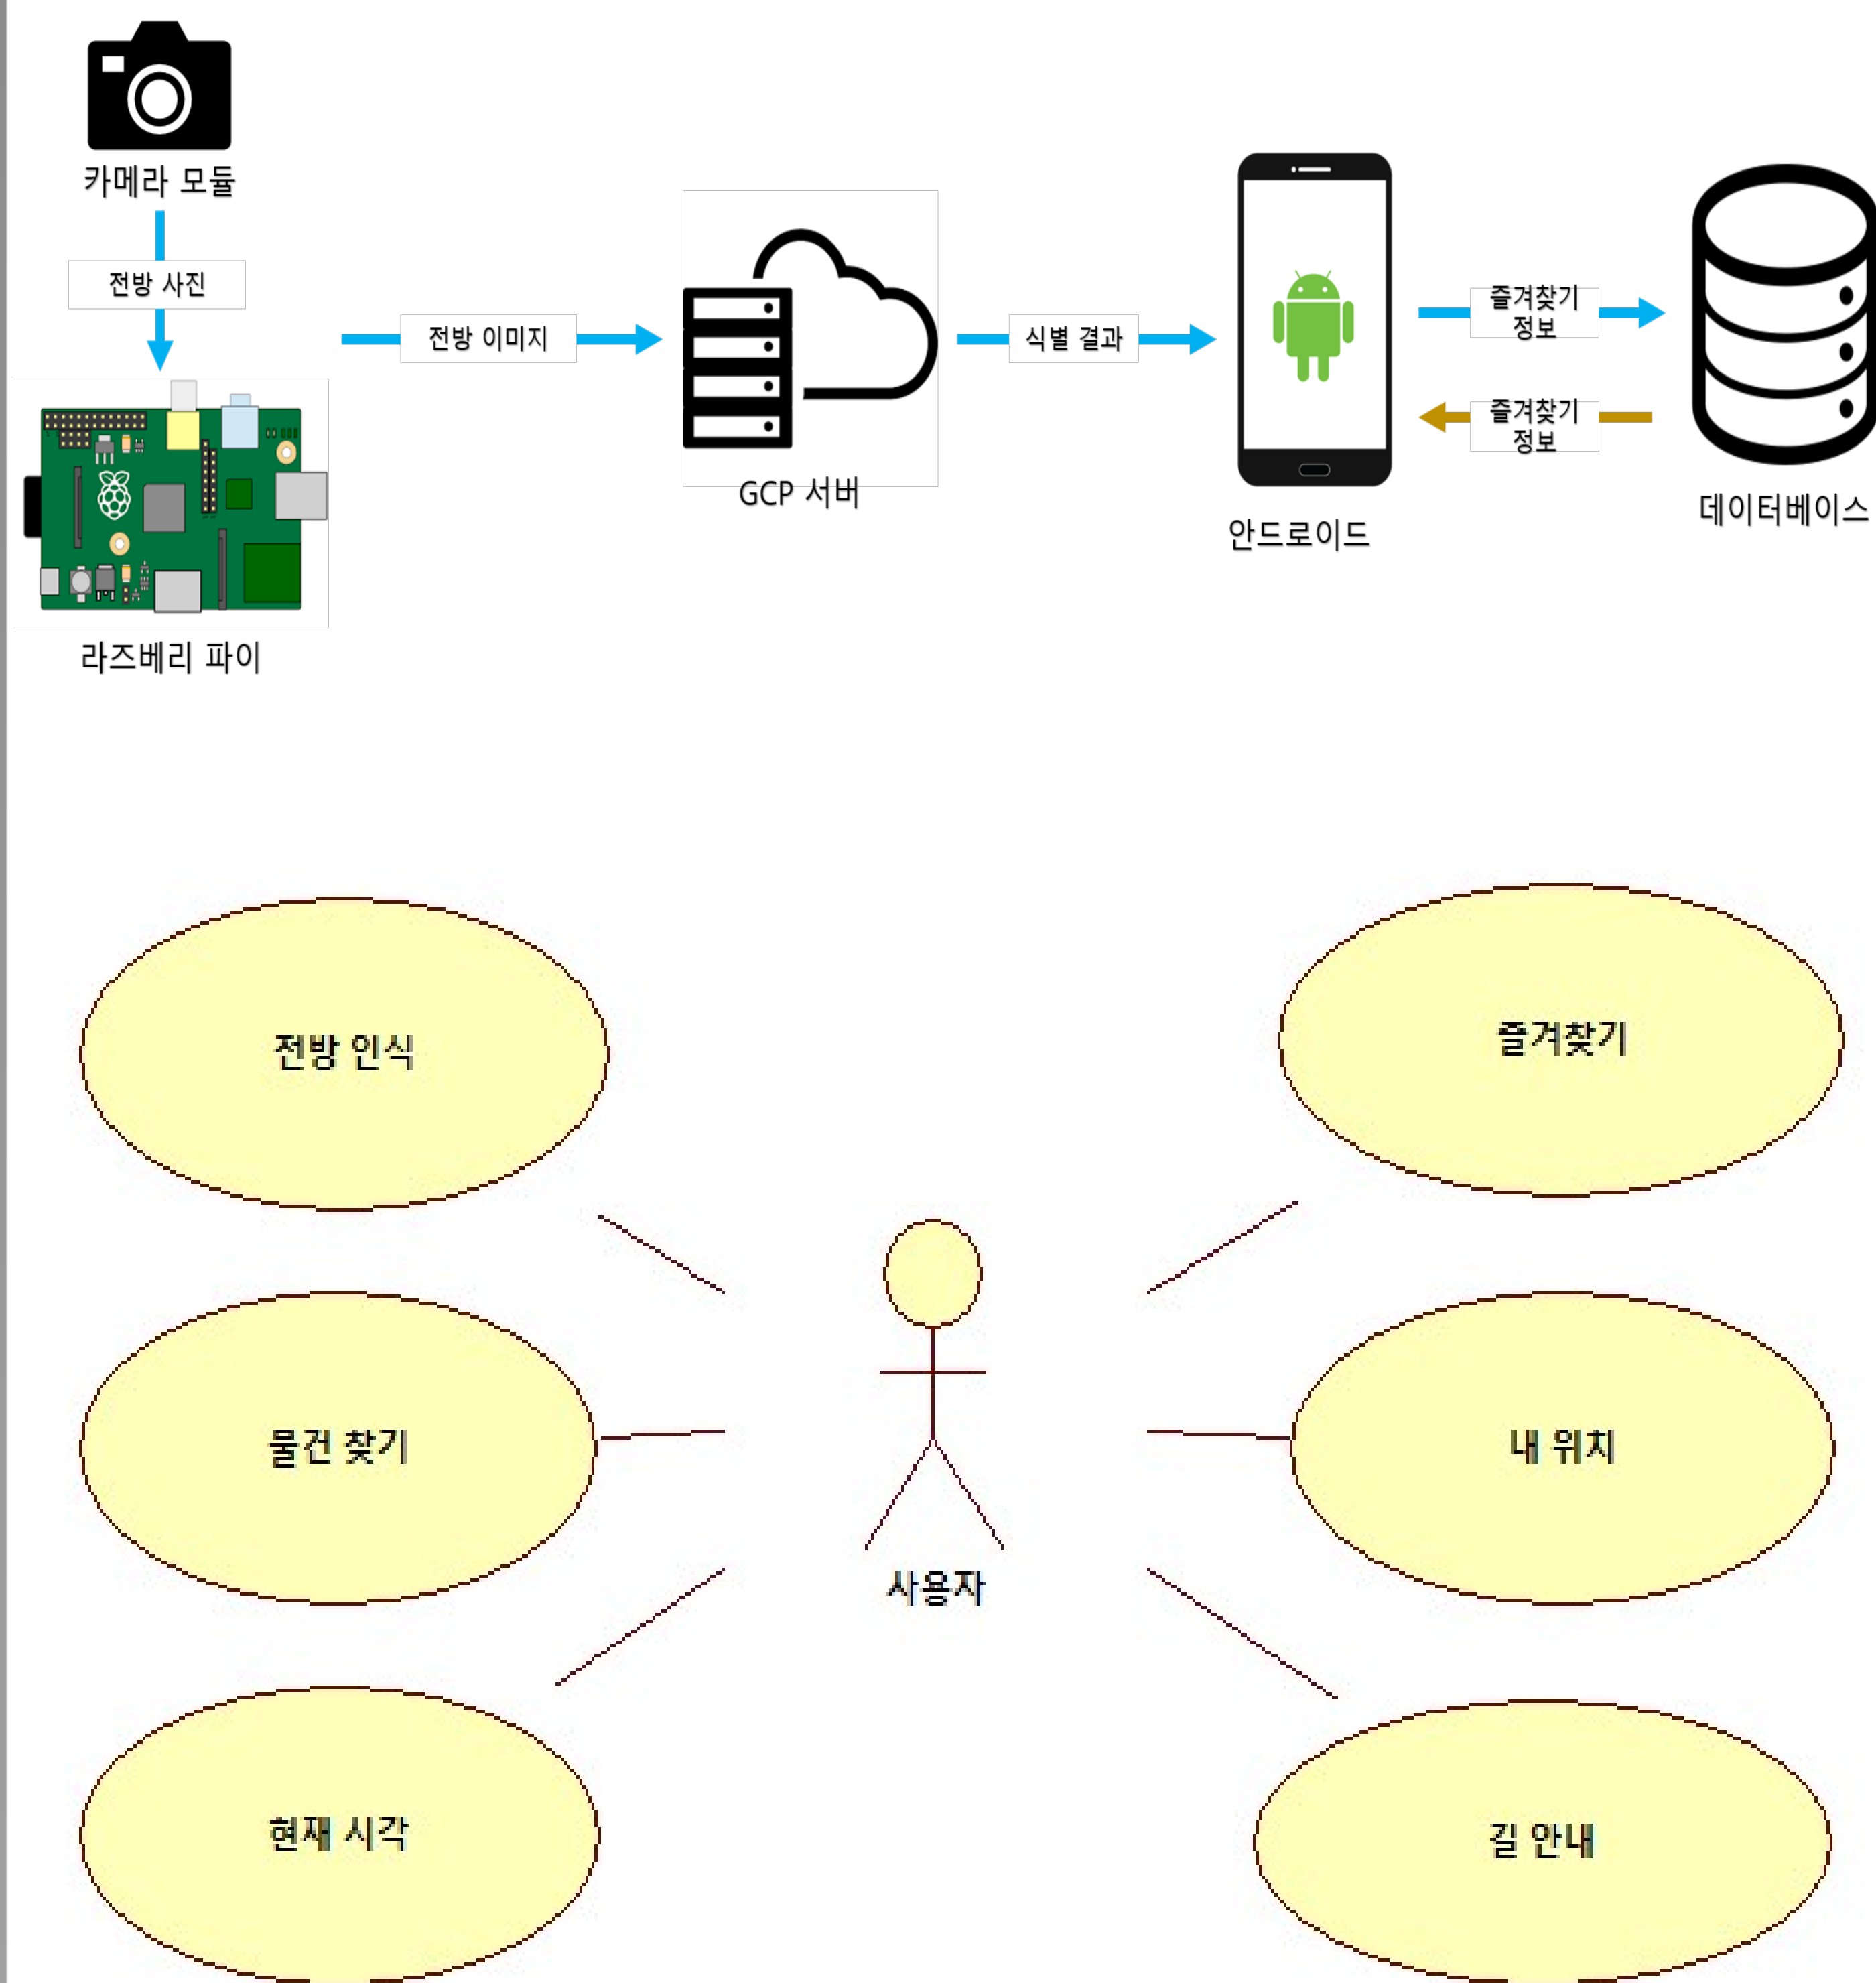 카메라 모듈
전방 사진
전방 이미지
식별 결과
즐겨찾기
정보
즐겨찾기
정보
GCP 서버
데이터베이스
안드로이드
라즈베리 파이
전방 인식
즐겨찾기
물건 찾기
내 위치
사용자
현재 시각
길 안내